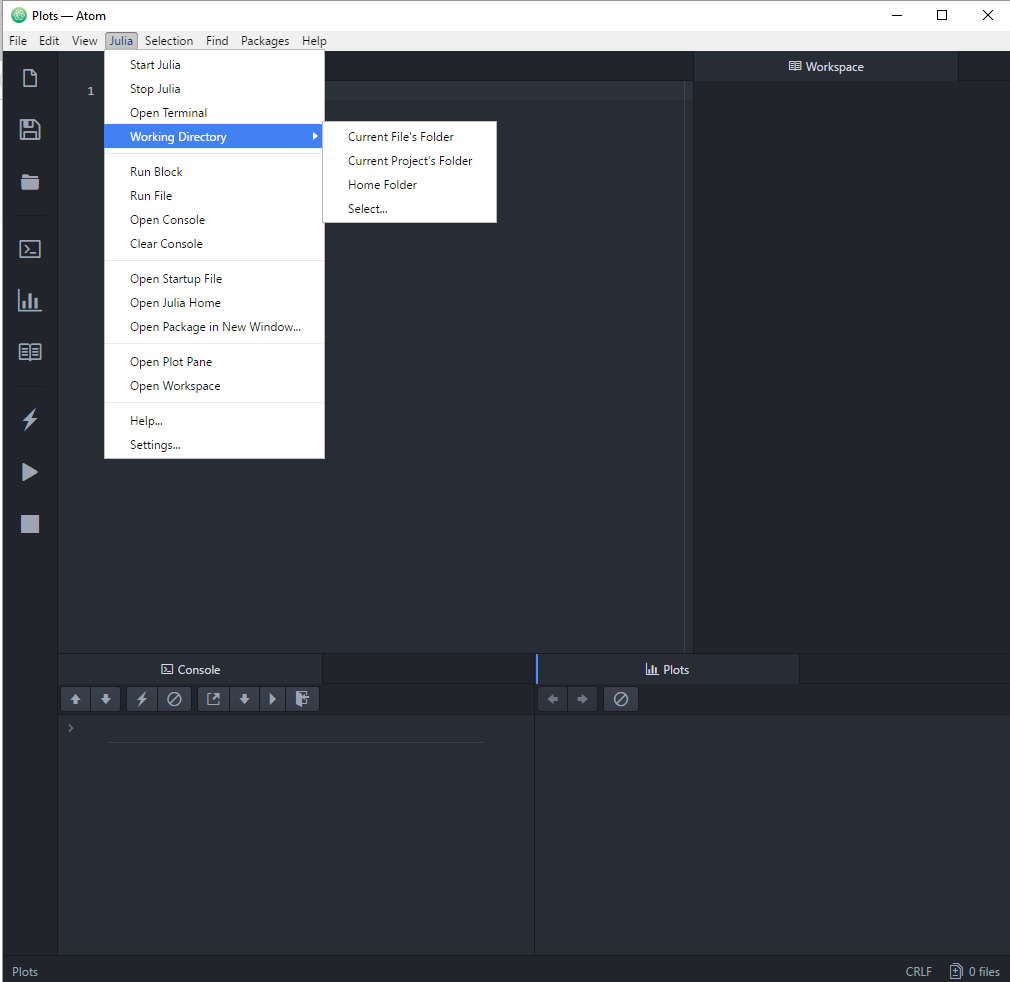 Plots — Atom
File Edit View Julia Selection Find Packages Help
Start Julia
Stop Julia
Open Terminal
Working Directory
Run Block
Run File
Open Console
Clear Console
Open Startup File
Open Julia Home
Open Package in New Window...
Open Plot Pane
Open Workspace
Help...
Settings...
Current File's Folder
Current Project's Folder
Home Folder
Select...
1
Workspace
Console
Plots
Plots
CRLF
0 files